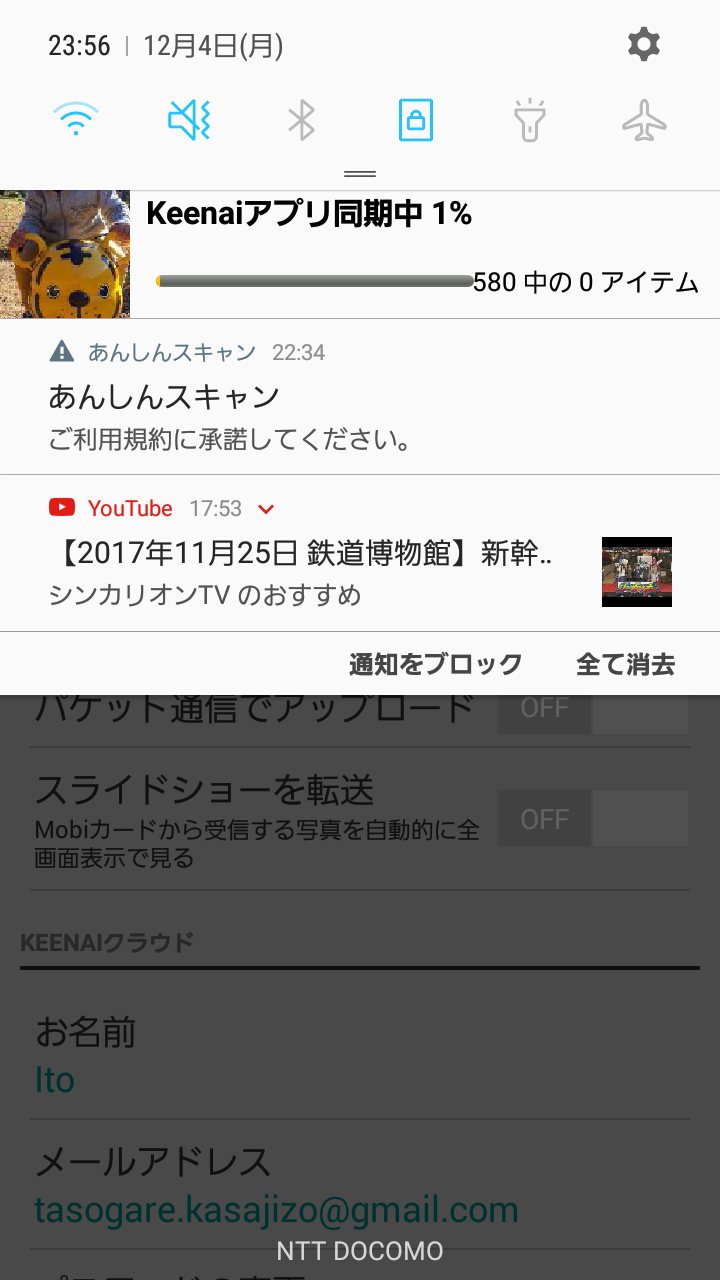 23:56 | 12月4日(月)
Keenaiアプリ同期中 1%
580 中の 0 アイテム
あんしんスキャン 22:34
あんしんスキャン
ご利用規約に承諾してください。
YouTube 17:53
【2017年11月25日 鉄道博物館】新幹..
シンカリオンTV のおすすめ
通知をブロック 全て消去
パケット通信でアップロード OFF
スライドショーを転送
Mobiカードから受信する写真を自動的に全
画面表示で見る
OFF
KEENAIクラウド
お名前
Ito
メールアドレス
tasogare.kasajizo@gmail.com
NTT DOCOMO